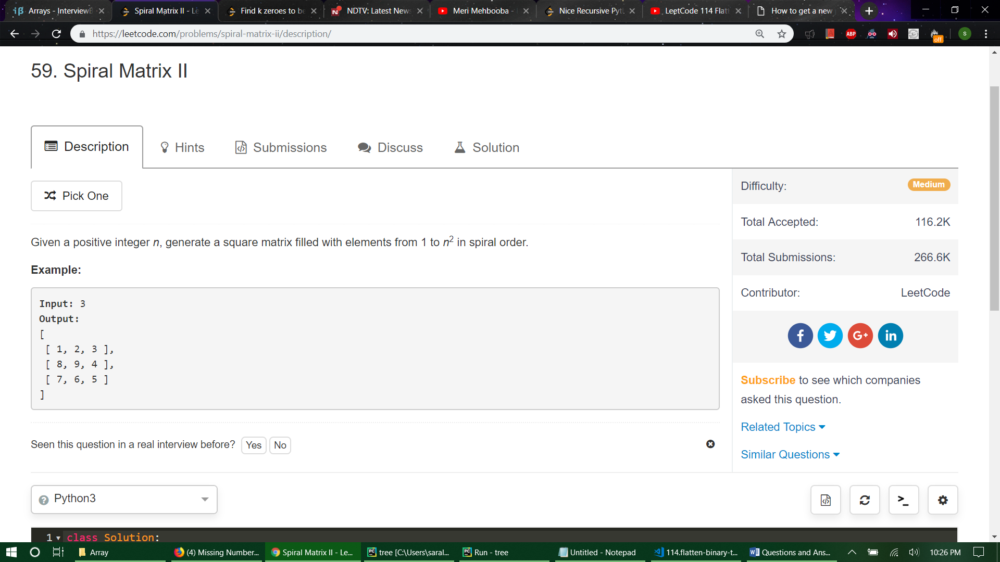 Arrays - Interview
Spiral Matrix II - Le
Find k zeroes to be
NDTV: Latest News
Meri Mehbooba -
Nice Recursive Pyt
LeetCode 114 Flatt
How to get a new
https://leetcode.com/problems/spiral-matrix-ii/description/
ABP
off
S
59. Spiral Matrix II
Description
Hints
Submissions
Discuss
Solution
Pick One
Given a positive integer n, generate a square matrix filled with elements from 1 to n² in spiral order.
Example:
Input: 3
Output:
[
[ 1, 2, 3 ],
[ 8, 9, 4 ],
[ 7, 6, 5 ]
]
Seen this question in a real interview before? Yes No
Difficulty: Medium
Total Accepted: 116.2K
Total Submissions: 266.6K
Contributor: LeetCode
f G+ in
Subscribe to see which companies
asked this question.
Related Topics
Similar Questions
Python3
>_
1 class Solution:
Array
(4) Missing Number...
Spiral Matrix II - Le...
PC tree [C:\Users\saral...
PC Run - tree
Untitled - Notepad
114.flatten-binary-t...
Questions and Ans...
10:26 PM